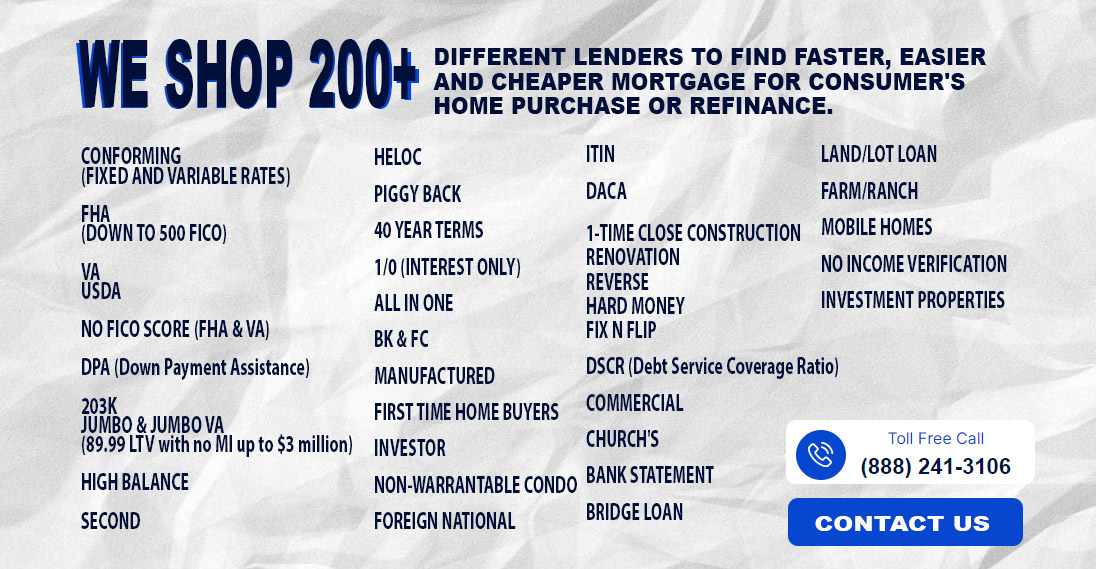 WE SHOP 200+
DIFFERENT LENDERS TO FIND FASTER, EASIER
AND CHEAPER MORTGAGE FOR CONSUMER'S
HOME PURCHASE OR REFINANCE.
CONFORMING
(FIXED AND VARIABLE RATES)
FHA
(DOWN TO 500 FICO)
VA
USDA
NO FICO SCORE (FHA & VA)
DPA (Down Payment Assistance)
203K
JUMBO & JUMBO VA
(89.99 LTV with no MI up to $3 million)
HIGH BALANCE
SECOND
HELOC
PIGGY BACK
40 YEAR TERMS
1/0 (INTEREST ONLY)
ALL IN ONE
BK & FC
MANUFACTURED
FIRST TIME HOME BUYERS
INVESTOR
NON-WARRANTABLE CONDO
FOREIGN NATIONAL
ITIN
DACA
1-TIME CLOSE CONSTRUCTION
RENOVATION
REVERSE
HARD MONEY
FIX N FLIP
DSCR (Debt Service Coverage Ratio)
COMMERCIAL
CHURCH'S
BANK STATEMENT
BRIDGE LOAN
LAND/LOT LOAN
FARM/RANCH
MOBILE HOMES
NO INCOME VERIFICATION
INVESTMENT PROPERTIES
Toll Free Call
(888) 241-3106
CONTACT US